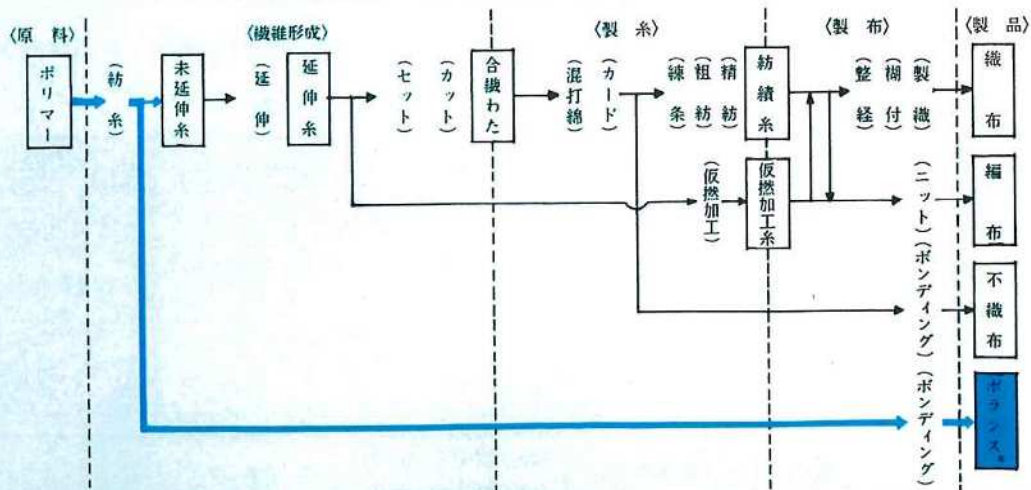 〈原料〉
〈繊維形成〉
〈製糸〉
〈製布〉
〈製品〉
ポリマー
(紡糸)
未延伸糸
(延伸)
延伸糸
(セット)
(カット)
合繊わた
(混打綿)
(カード)
(練条)
(粗紡)
(精紡)
紡績糸
(整経)
(糊付)
(製織)
織布
(仮撚加工)
仮撚加工糸
(ニット)
編布
(ボンディング)
不織布
(ボンディング)
ポランス®